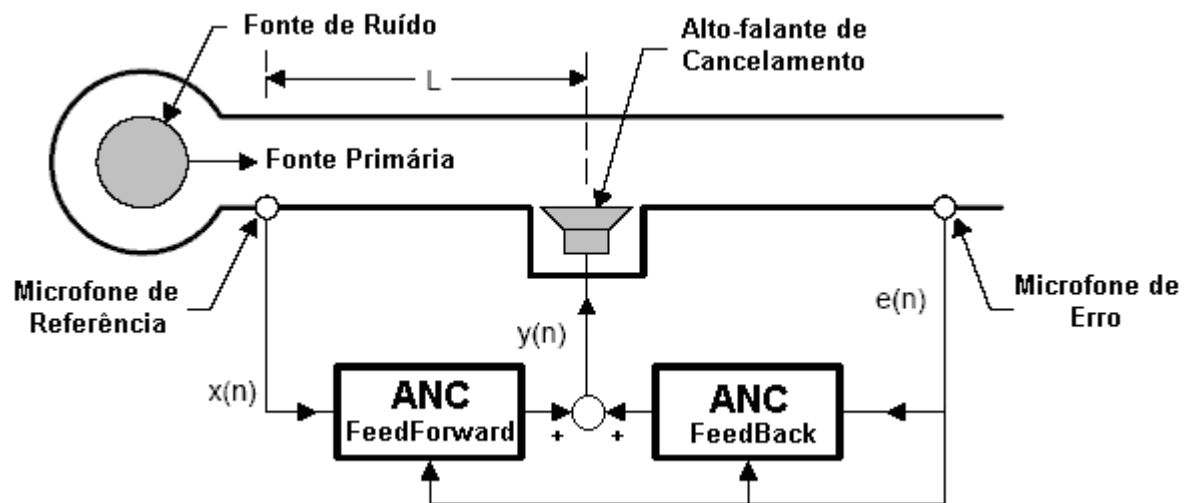 Fonte de Ruído
Alto-falante de
Cancelamento
L
Fonte Primária
Microfone de
Referência
Microfone de
Erro
e(n)
y(n)
x(n)
ANC
FeedForward
+
+
ANC
FeedBack